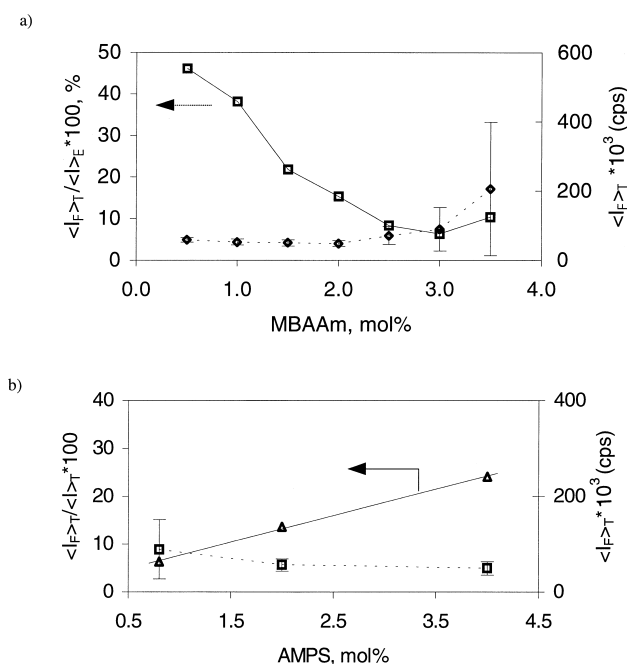 a)
50
40
30
20
10
0
<I_F>_T/<I>_E*100, %
600
400
200
0
<I_F>_T *10^3 (cps)
0.0 1.0 2.0 3.0 4.0
MBAAm, mol%
b)
40
30
20
10
0
<I_F>_T/<I>_T*100
400
200
0
<I_F>_T*10^3 (cps)
0.5 1.5 2.5 3.5 4.5
AMPS, mol%